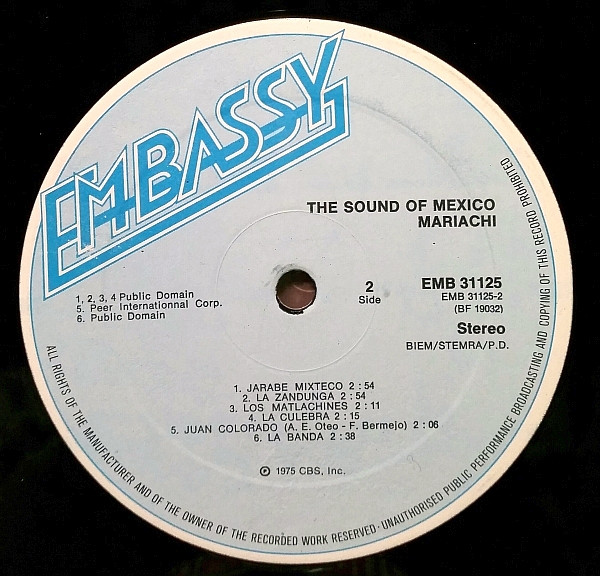 EMBASSY
THE SOUND OF MEXICO
MARIACHI
1, 2, 3, 4 Public Domain
5. Peer Internationnal Corp.
6. Public Domain
2
Side
EMB 31125
EMB 31125-2
(BF 19032)
Stereo
BIEM/STEMRA/P.D.
1. JARABE MIXTECO 2 : 54
2. LA ZANDUNGA 2 : 54
3. LOS MATLACHINES 2 : 11
4. LA CULEBRA 2 : 15
5. JUAN COLORADO (A. E. Oteo - F. Bermejo) 2 : 06
6. LA BANDA 2 : 38
℗ 1975 CBS, Inc.
ALL RIGHTS OF THE MANUFACTURER AND OF THE OWNER OF THE RECORDED WORK RESERVED · UNAUTHORISED PUBLIC PERFORMANCE BROADCASTING AND COPYING OF THIS RECORD PROHIBITED